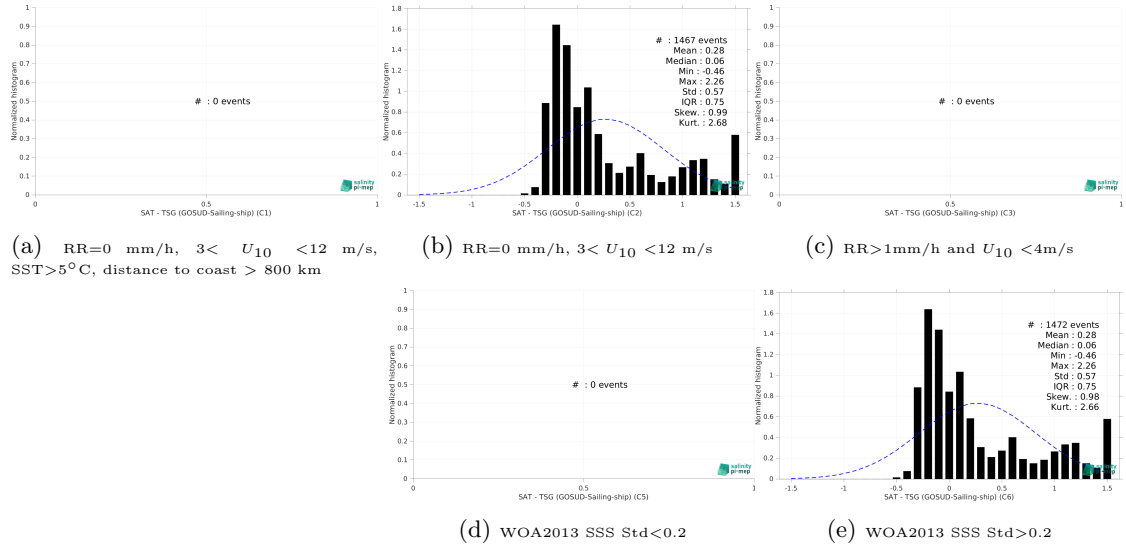 1
0.9
0.8
0.7
0.6
0.5
0.4
0.3
0.2
0.1
0
Normalized histogram
# : 0 events
0
0.5
1
SAT - TSG (GOSUD-Sailing-ship) (C1)
salinity
pi-mep
(a) RR=0 mm/h, 3< U10 <12 m/s,
SST>5°C, distance to coast > 800 km
1.8
1.6
1.4
1.2
1
0.8
0.6
0.4
0.2
0
Normalized histogram
# : 1467 events
Mean : 0.28
Median : 0.06
Min : -0.46
Max : 2.26
Std : 0.57
IQR : 0.75
Skew. : 0.99
Kurt. : 2.68
-1.5
-1
-0.5
0
0.5
1
1.5
SAT - TSG (GOSUD-Sailing-ship) (C2)
salinity
pi-mep
(b) RR=0 mm/h, 3< U10 <12 m/s
1
0.9
0.8
0.7
0.6
0.5
0.4
0.3
0.2
0.1
0
Normalized histogram
# : 0 events
0
0.5
1
SAT - TSG (GOSUD-Sailing-ship) (C3)
salinity
pi-mep
(c) RR>1mm/h and U10 <4m/s
1
0.9
0.8
0.7
0.6
0.5
0.4
0.3
0.2
0.1
0
Normalized histogram
# : 0 events
0
0.5
1
SAT - TSG (GOSUD-Sailing-ship) (C5)
salinity
pi-mep
(d) WOA2013 SSS Std<0.2
1.8
1.6
1.4
1.2
1
0.8
0.6
0.4
0.2
0
Normalized histogram
# : 1472 events
Mean : 0.28
Median : 0.06
Min : -0.46
Max : 2.26
Std : 0.57
IQR : 0.75
Skew. : 0.98
Kurt. : 2.66
-1.5
-1
-0.5
0
0.5
1
1.5
SAT - TSG (GOSUD-Sailing-ship) (C6)
salinity
pi-mep
(e) WOA2013 SSS Std>0.2